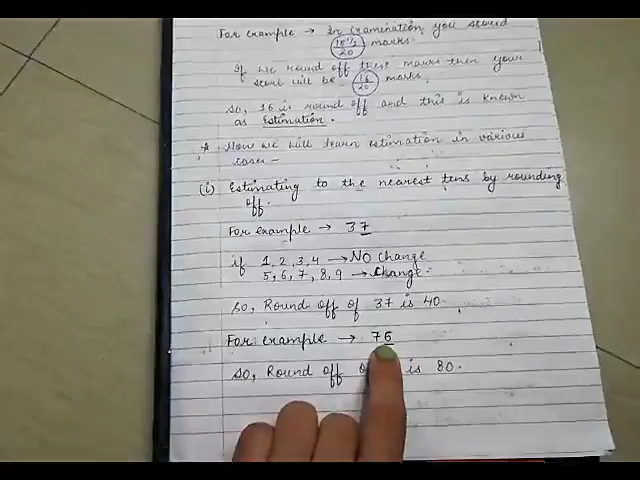 For example → In examination you scored
15½/20 marks.
If we round off these marks then your
score will be 16/20 marks.
So, 16 is round off and this is known
as Estimation.
* Now we will learn estimation in various
cases –
(i) Estimating to the nearest tens by rounding
off.
For example → 37
if 1,2,3,4 → No change
5,6,7,8,9 → Change.
so, Round off of 37 is 40.
For example → 76
so, Round off is 80.